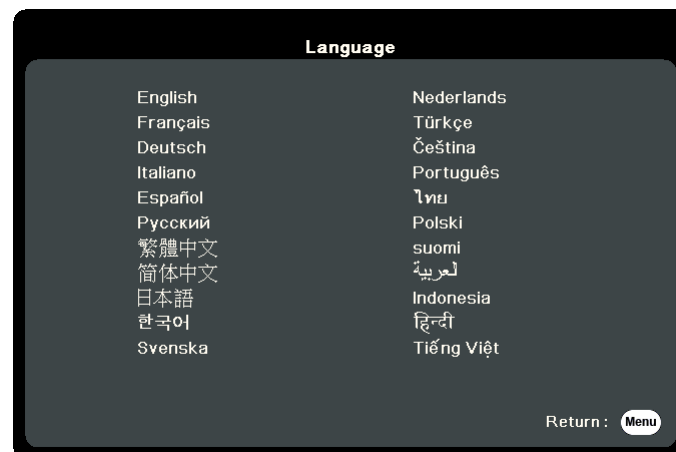 Language
English
Français
Deutsch
Italiano
Español
Русский
繁體中文
简体中文
日本語
한국어
Svenska
Nederlands
Türkçe
Čeština
Português
ไทย
Polski
suomi
العربية
Indonesia
हिन्दी
Tiếng Việt
Return : Menu